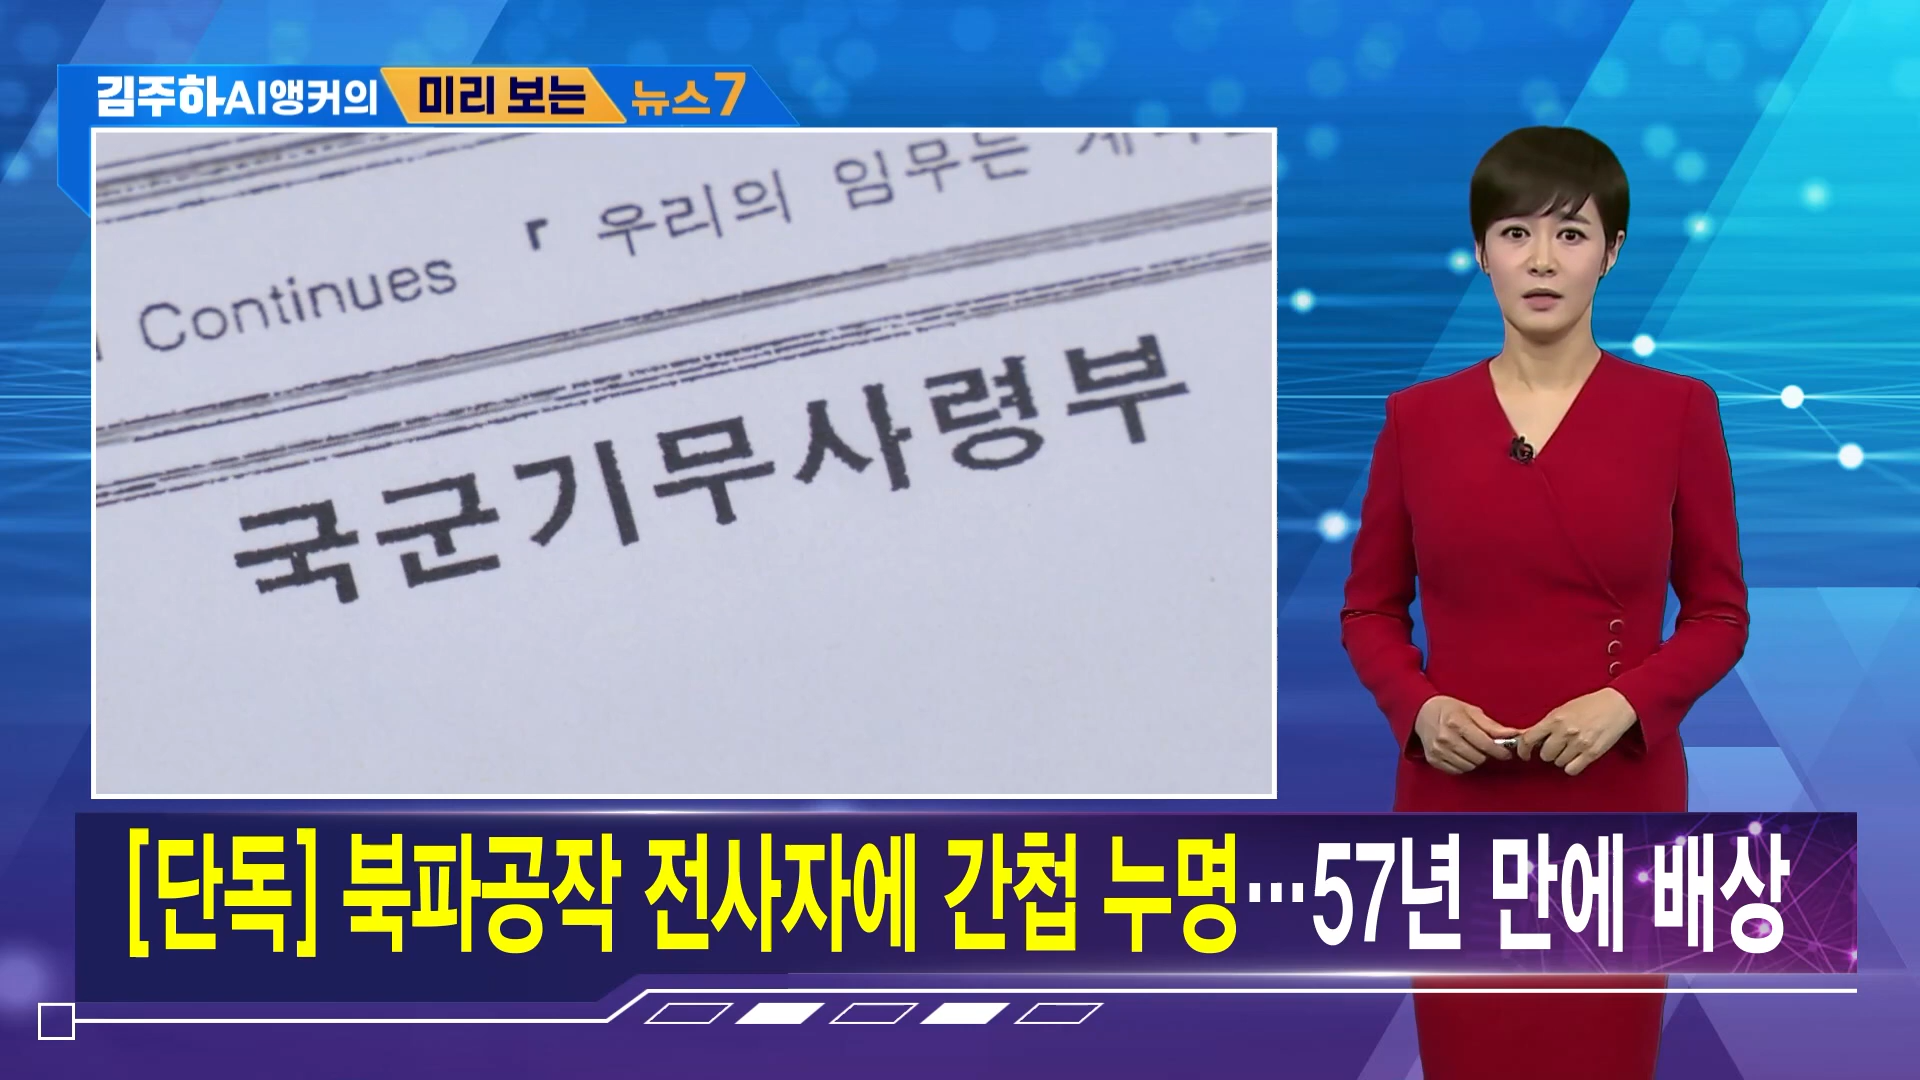 김주하AI앵커의 미리 보는 뉴스7
Continues 『 우리의 임무는
국군기무사령부
[단독] 북파공작 전사자에 간첩 누명…57년 만에 배상